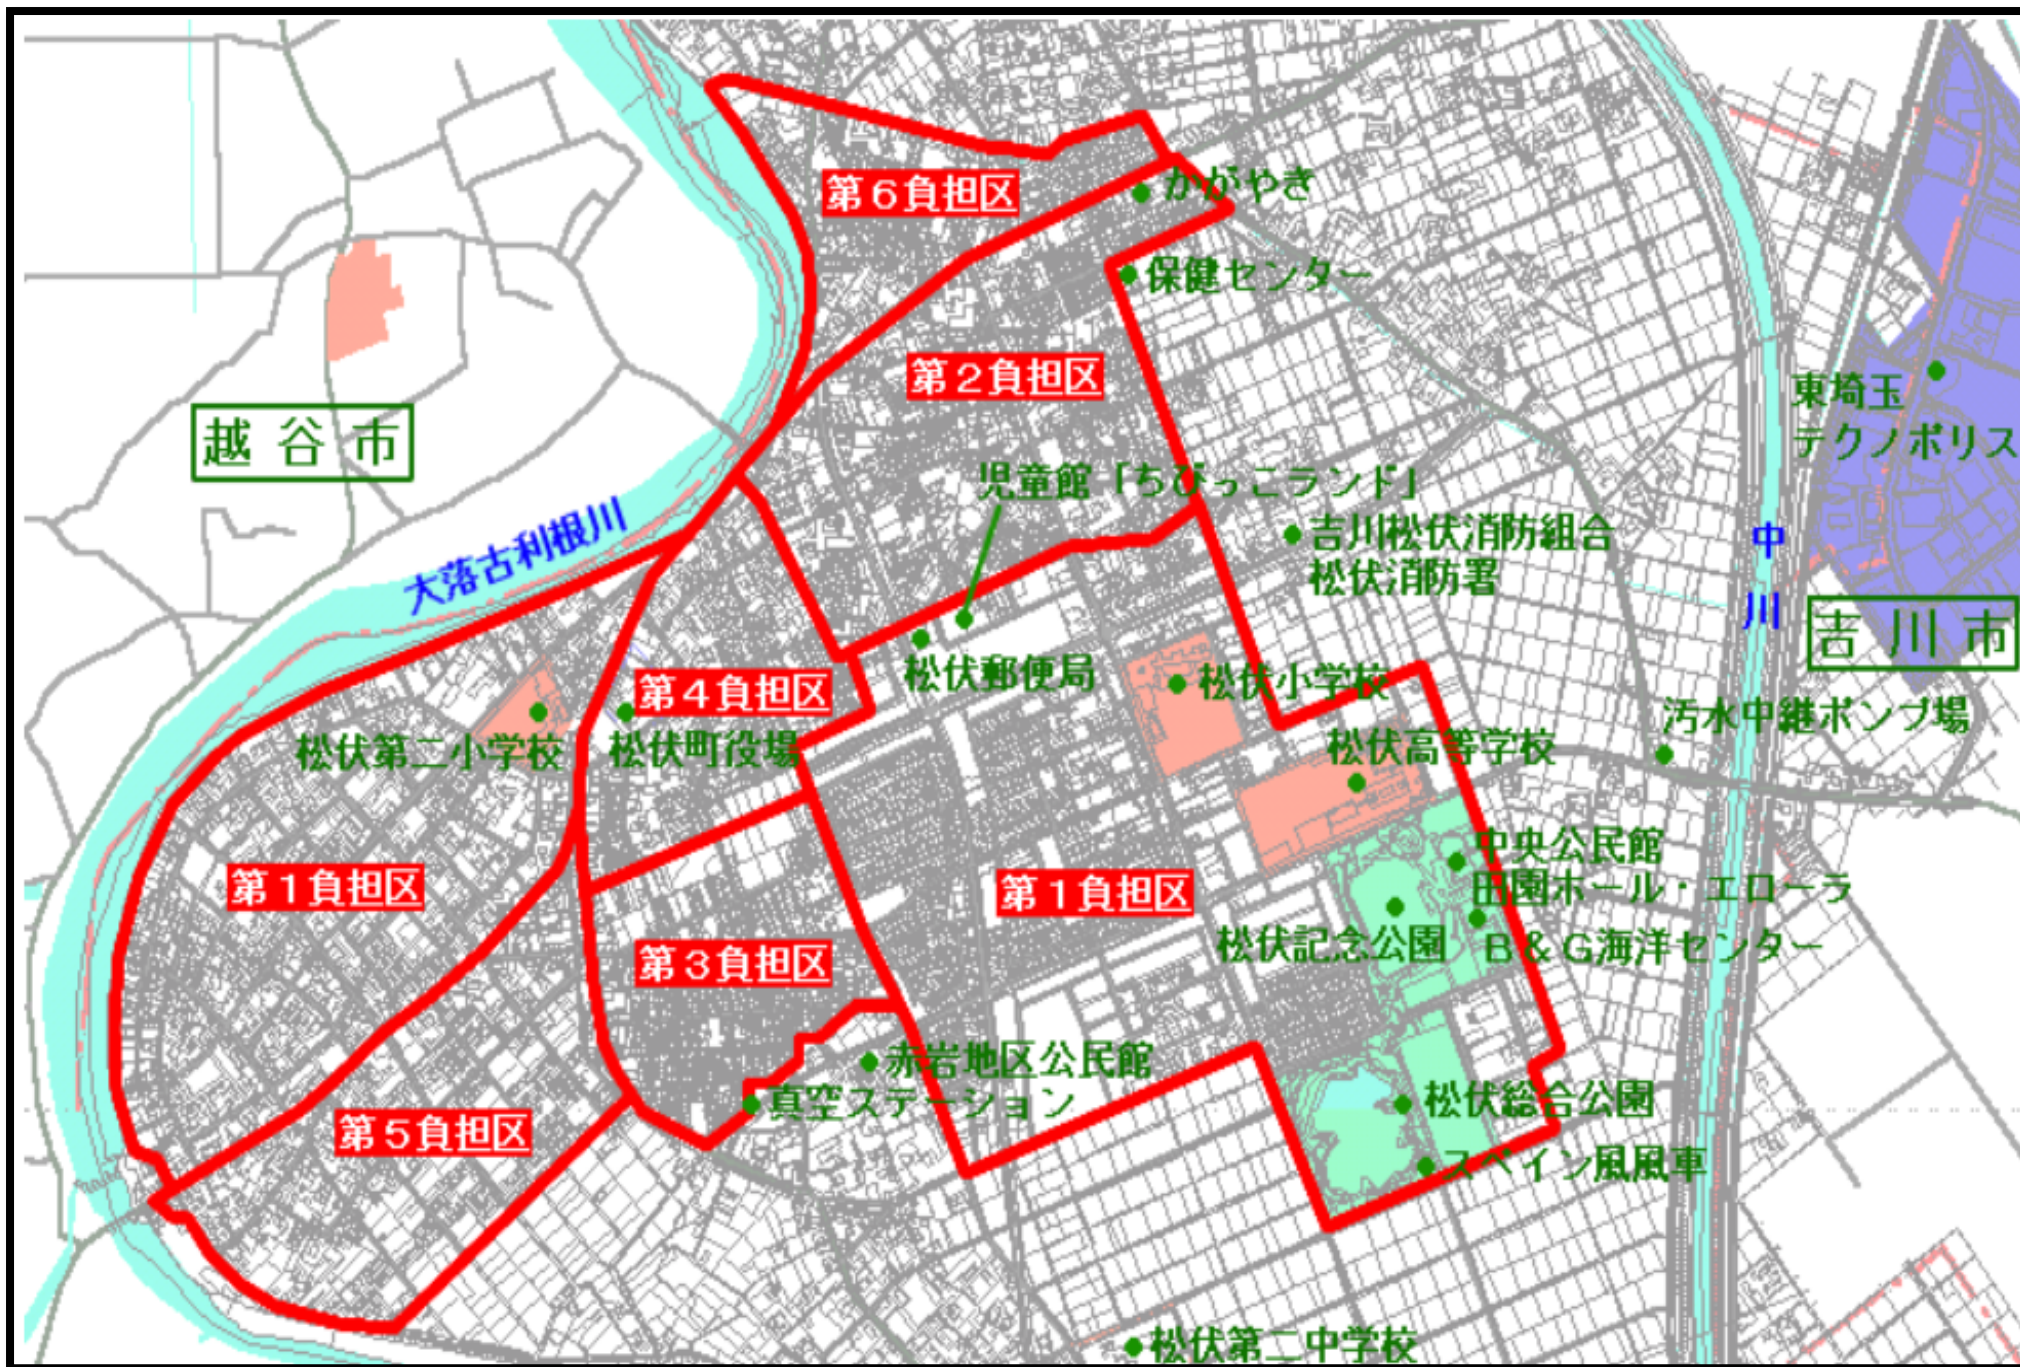 第６負担区
かがやき
保健センター
第２負担区
東埼玉
テクノポリス
越谷市
児童館「ちびっこランド」
大落古利根川
吉川松伏消防組合
松伏消防署
中川
吉川市
松伏郵便局
松伏小学校
第４負担区
松伏第二小学校
松伏町役場
松伏高等学校
汚水中継ポンプ場
第１負担区
第１負担区
中央公民館
田園ホール・エローラ
松伏記念公園
Ｂ＆Ｇ海洋センター
第３負担区
赤岩地区公民館
真空ステーション
松伏総合公園
第５負担区
スペイン風風車
松伏第二中学校